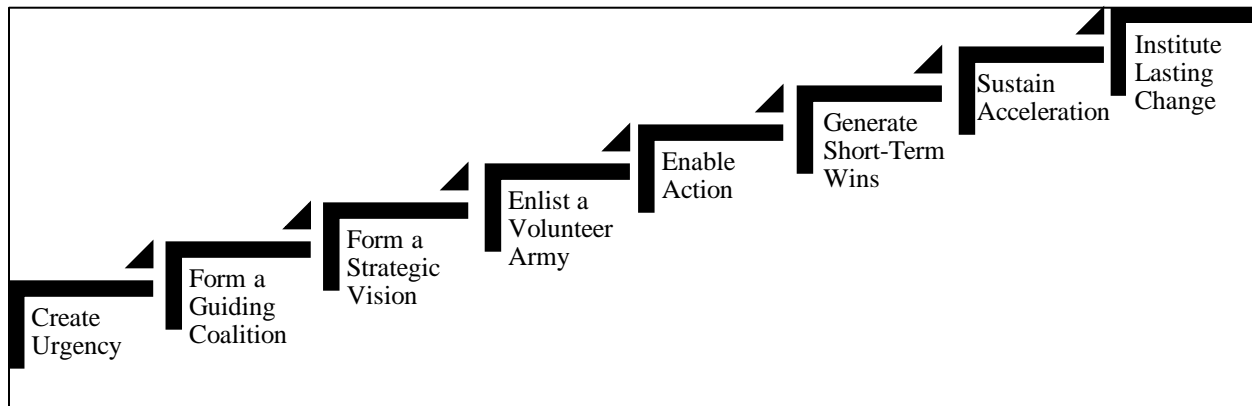 Create
Urgency
Form a
Guiding
Coalition
Form a
Strategic
Vision
Enlist a
Volunteer
Army
Enable
Action
Generate
Short-Term
Wins
Sustain
Acceleration
Institute
Lasting
Change